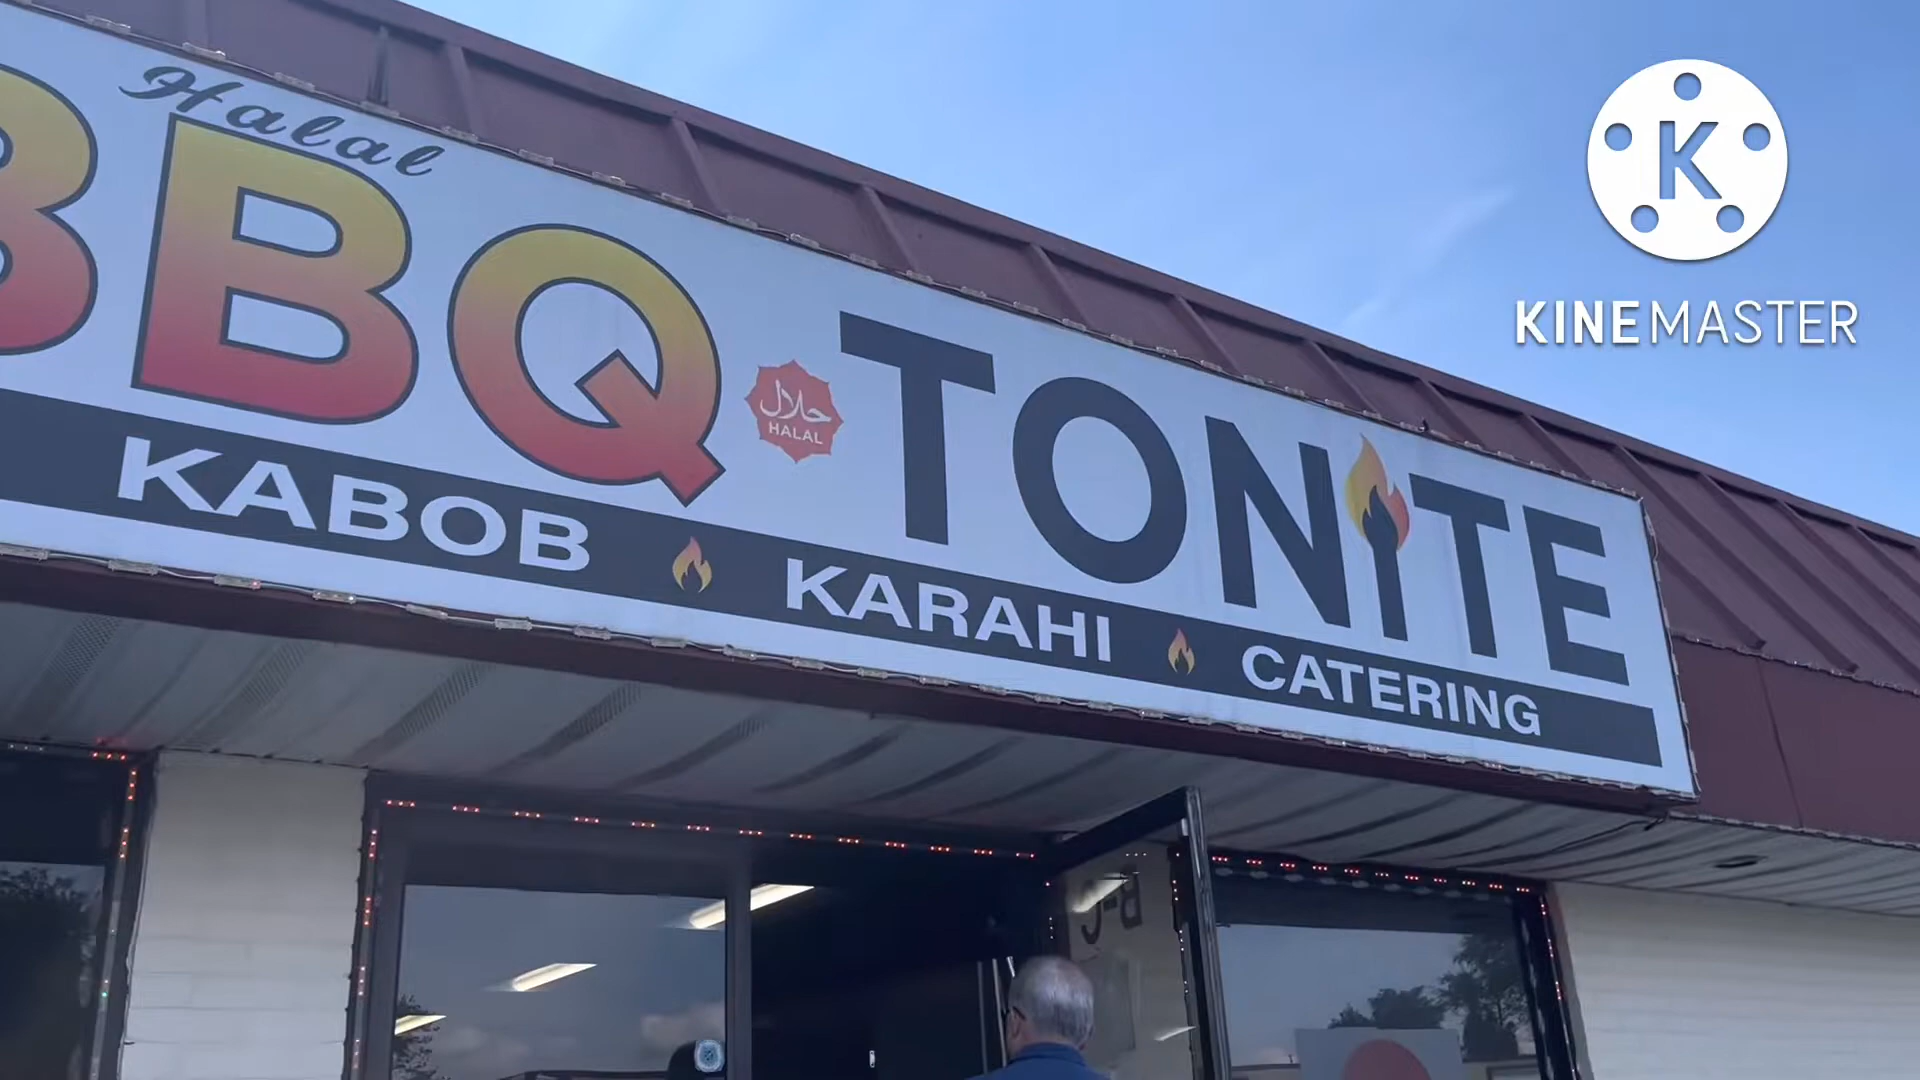 Halal
BBQ TONITE
حلال
HALAL
KABOB KARAHI CATERING
K
KINEMASTER